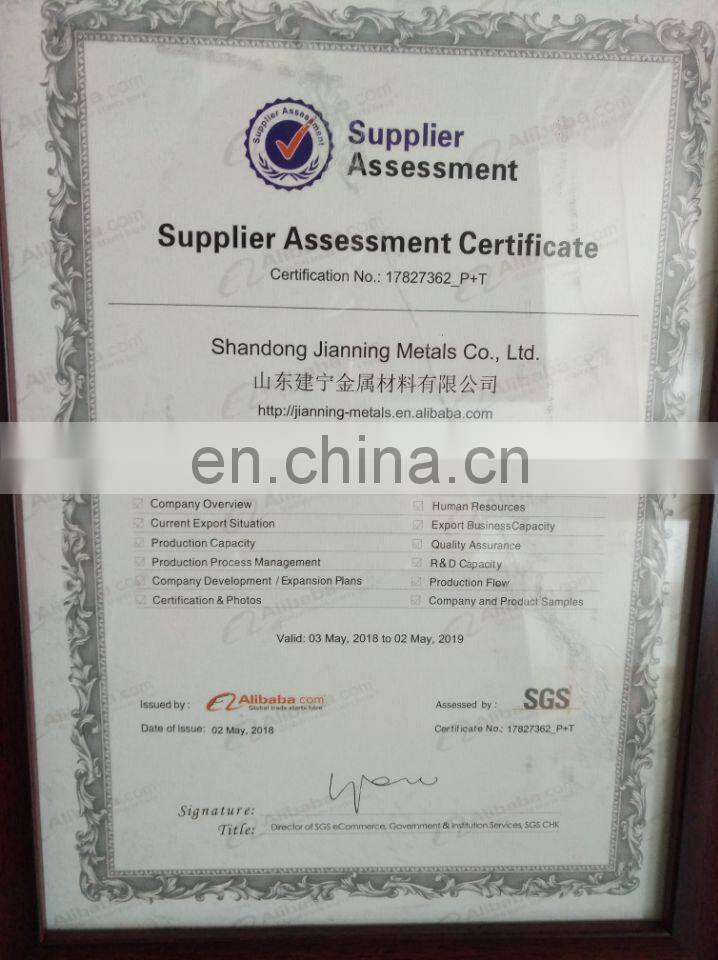 Supplier Assessment
Supplier
Assessment
Supplier Assessment Certificate
Certification No.: 17827362_P+T
Shandong Jianning Metals Co., Ltd.
山东建宁金属材料有限公司
http://jianning-metals.en.alibaba.com
en.china.cn
Company Overview
Human Resources
Current Export Situation
Export BusinessCapacity
Production Capacity
Quality Assurance
Production Process Management
R&D Capacity
Company Development / Expansion Plans
Production Flow
Certification & Photos
Company and Product Samples
Valid: 03 May, 2018 to 02 May, 2019
Issued by : Alibaba.com
Global trade starts here
Assessed by : SGS
Date of Issue: 02 May, 2018
Certificate No.: 17827362_P+T
Signature:
Title: Director of SGS eCommerce, Government & Institution Services, SGS CHK